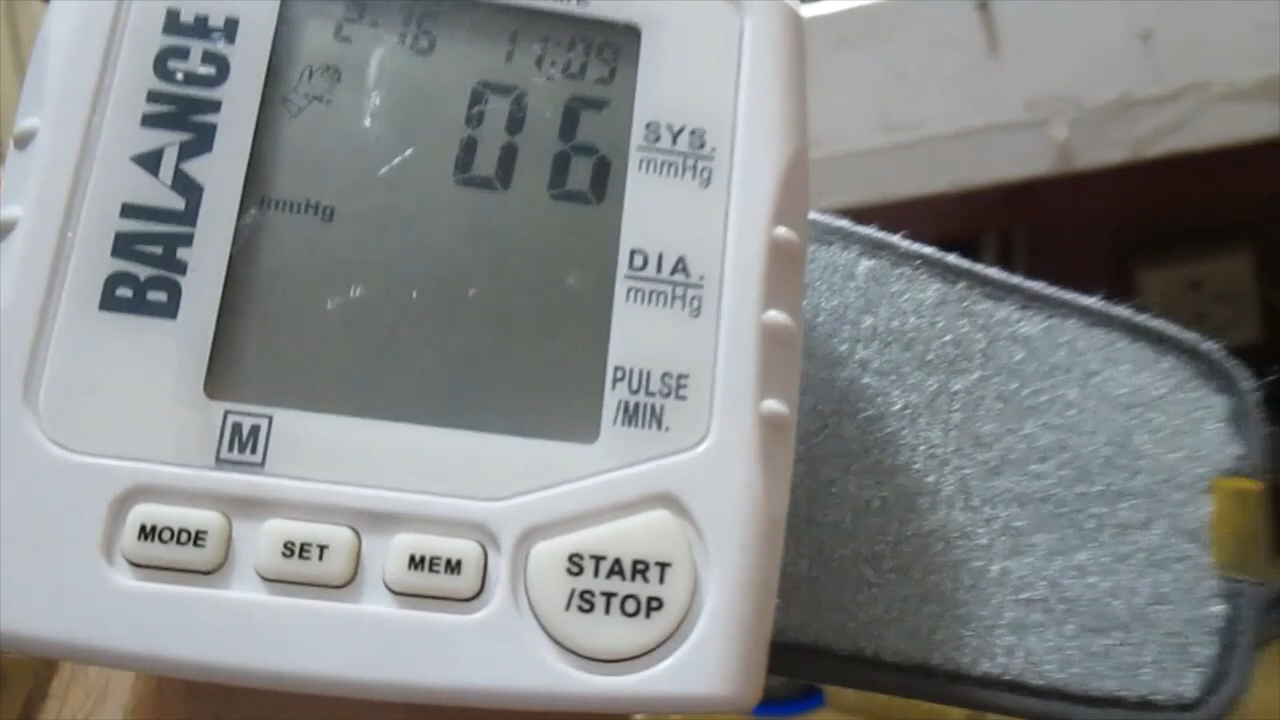 BALANCE
2-16 11:09
06
SYS.
mmHg
mmHg
DIA.
mmHg
PULSE
/MIN.
M
MODE
SET
MEM
START
/STOP